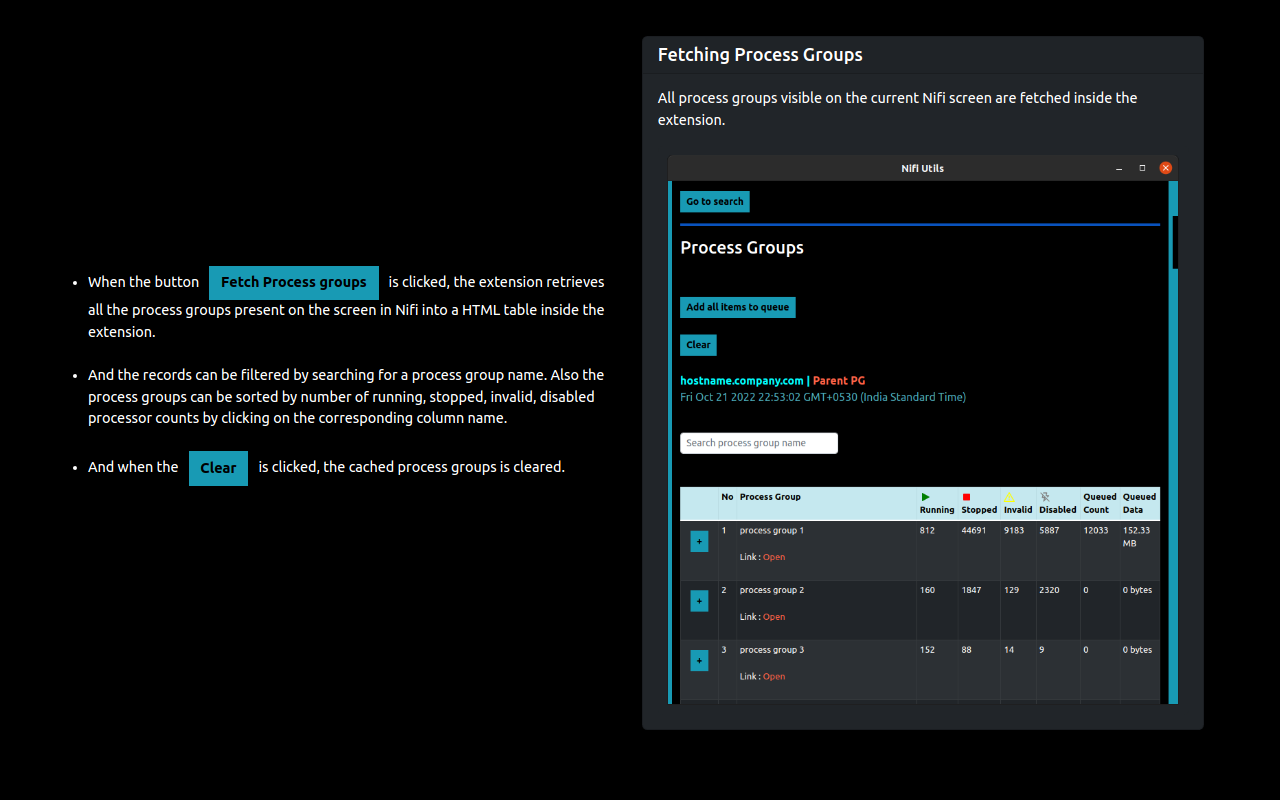 • When the button Fetch Process groups is clicked, the extension retrieves
all the process groups present on the screen in Nifi into a HTML table inside the
extension.
• And the records can be filtered by searching for a process group name. Also the
process groups can be sorted by number of running, stopped, invalid, disabled
processor counts by clicking on the corresponding column name.
• And when the Clear is clicked, the cached process groups is cleared.
Fetching Process Groups
All process groups visible on the current Nifi screen are fetched inside the
extension.
Nifi Utils
Go to search
Process Groups
Add all items to queue
Clear
hostname.company.com | Parent PG
Fri Oct 21 2022 22:53:02 GMT+0530 (India Standard Time)
Search process group name
No Process Group Running Stopped Invalid Disabled Queued Count Queued Data
+ 1 process group 1 812 44691 9183 5887 12033 152.33 MB
Link : Open
+ 2 process group 2 160 1847 129 2320 0 0 bytes
Link : Open
+ 3 process group 3 152 88 14 9 0 0 bytes
Link : Open